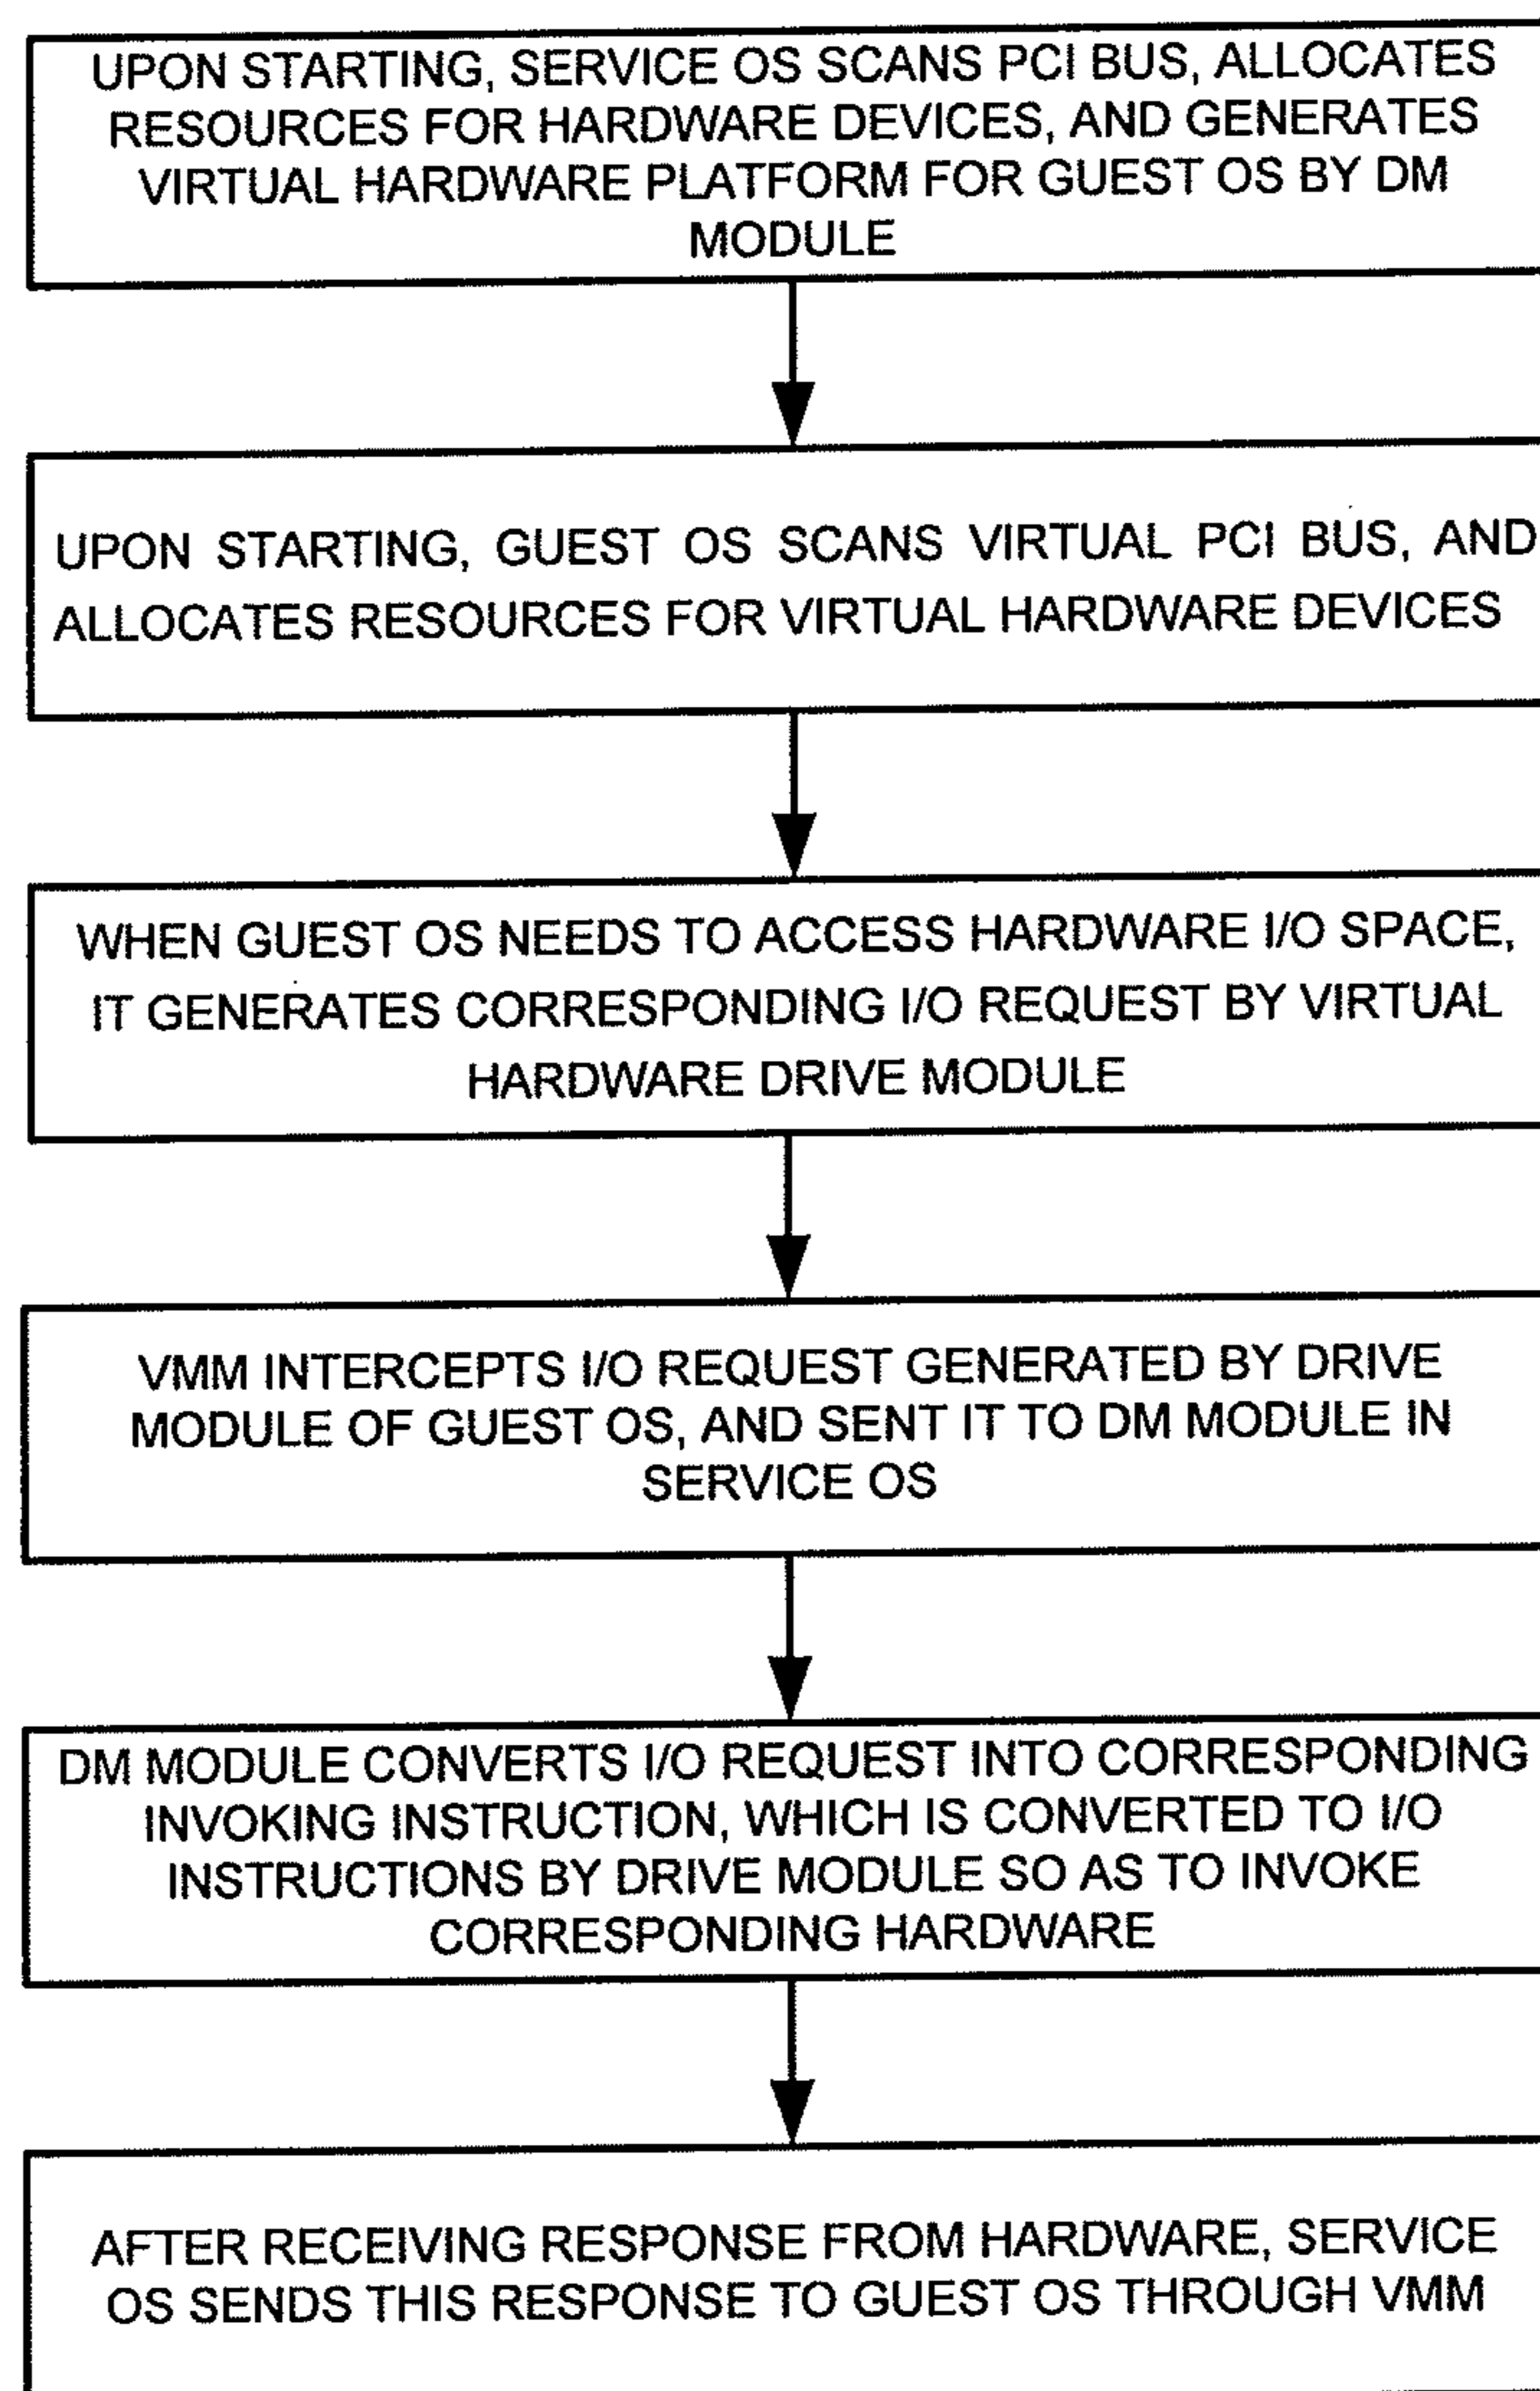 UPON STARTING, SERVICE OS SCANS PCI BUS, ALLOCATES
RESOURCES FOR HARDWARE DEVICES, AND GENERATES
VIRTUAL HARDWARE PLATFORM FOR GUEST OS BY DM
MODULE
UPON STARTING, GUEST OS SCANS VIRTUAL PCI BUS, AND
ALLOCATES RESOURCES FOR VIRTUAL HARDWARE DEVICES
WHEN GUEST OS NEEDS TO ACCESS HARDWARE I/O SPACE,
IT GENERATES CORRESPONDING I/O REQUEST BY VIRTUAL
HARDWARE DRIVE MODULE
VMM INTERCEPTS I/O REQUEST GENERATED BY DRIVE
MODULE OF GUEST OS, AND SENT IT TO DM MODULE IN
SERVICE OS
DM MODULE CONVERTS I/O REQUEST INTO CORRESPONDING
INVOKING INSTRUCTION, WHICH IS CONVERTED TO I/O
INSTRUCTIONS BY DRIVE MODULE SO AS TO INVOKE
CORRESPONDING HARDWARE
AFTER RECEIVING RESPONSE FROM HARDWARE, SERVICE
OS SENDS THIS RESPONSE TO GUEST OS THROUGH VMM